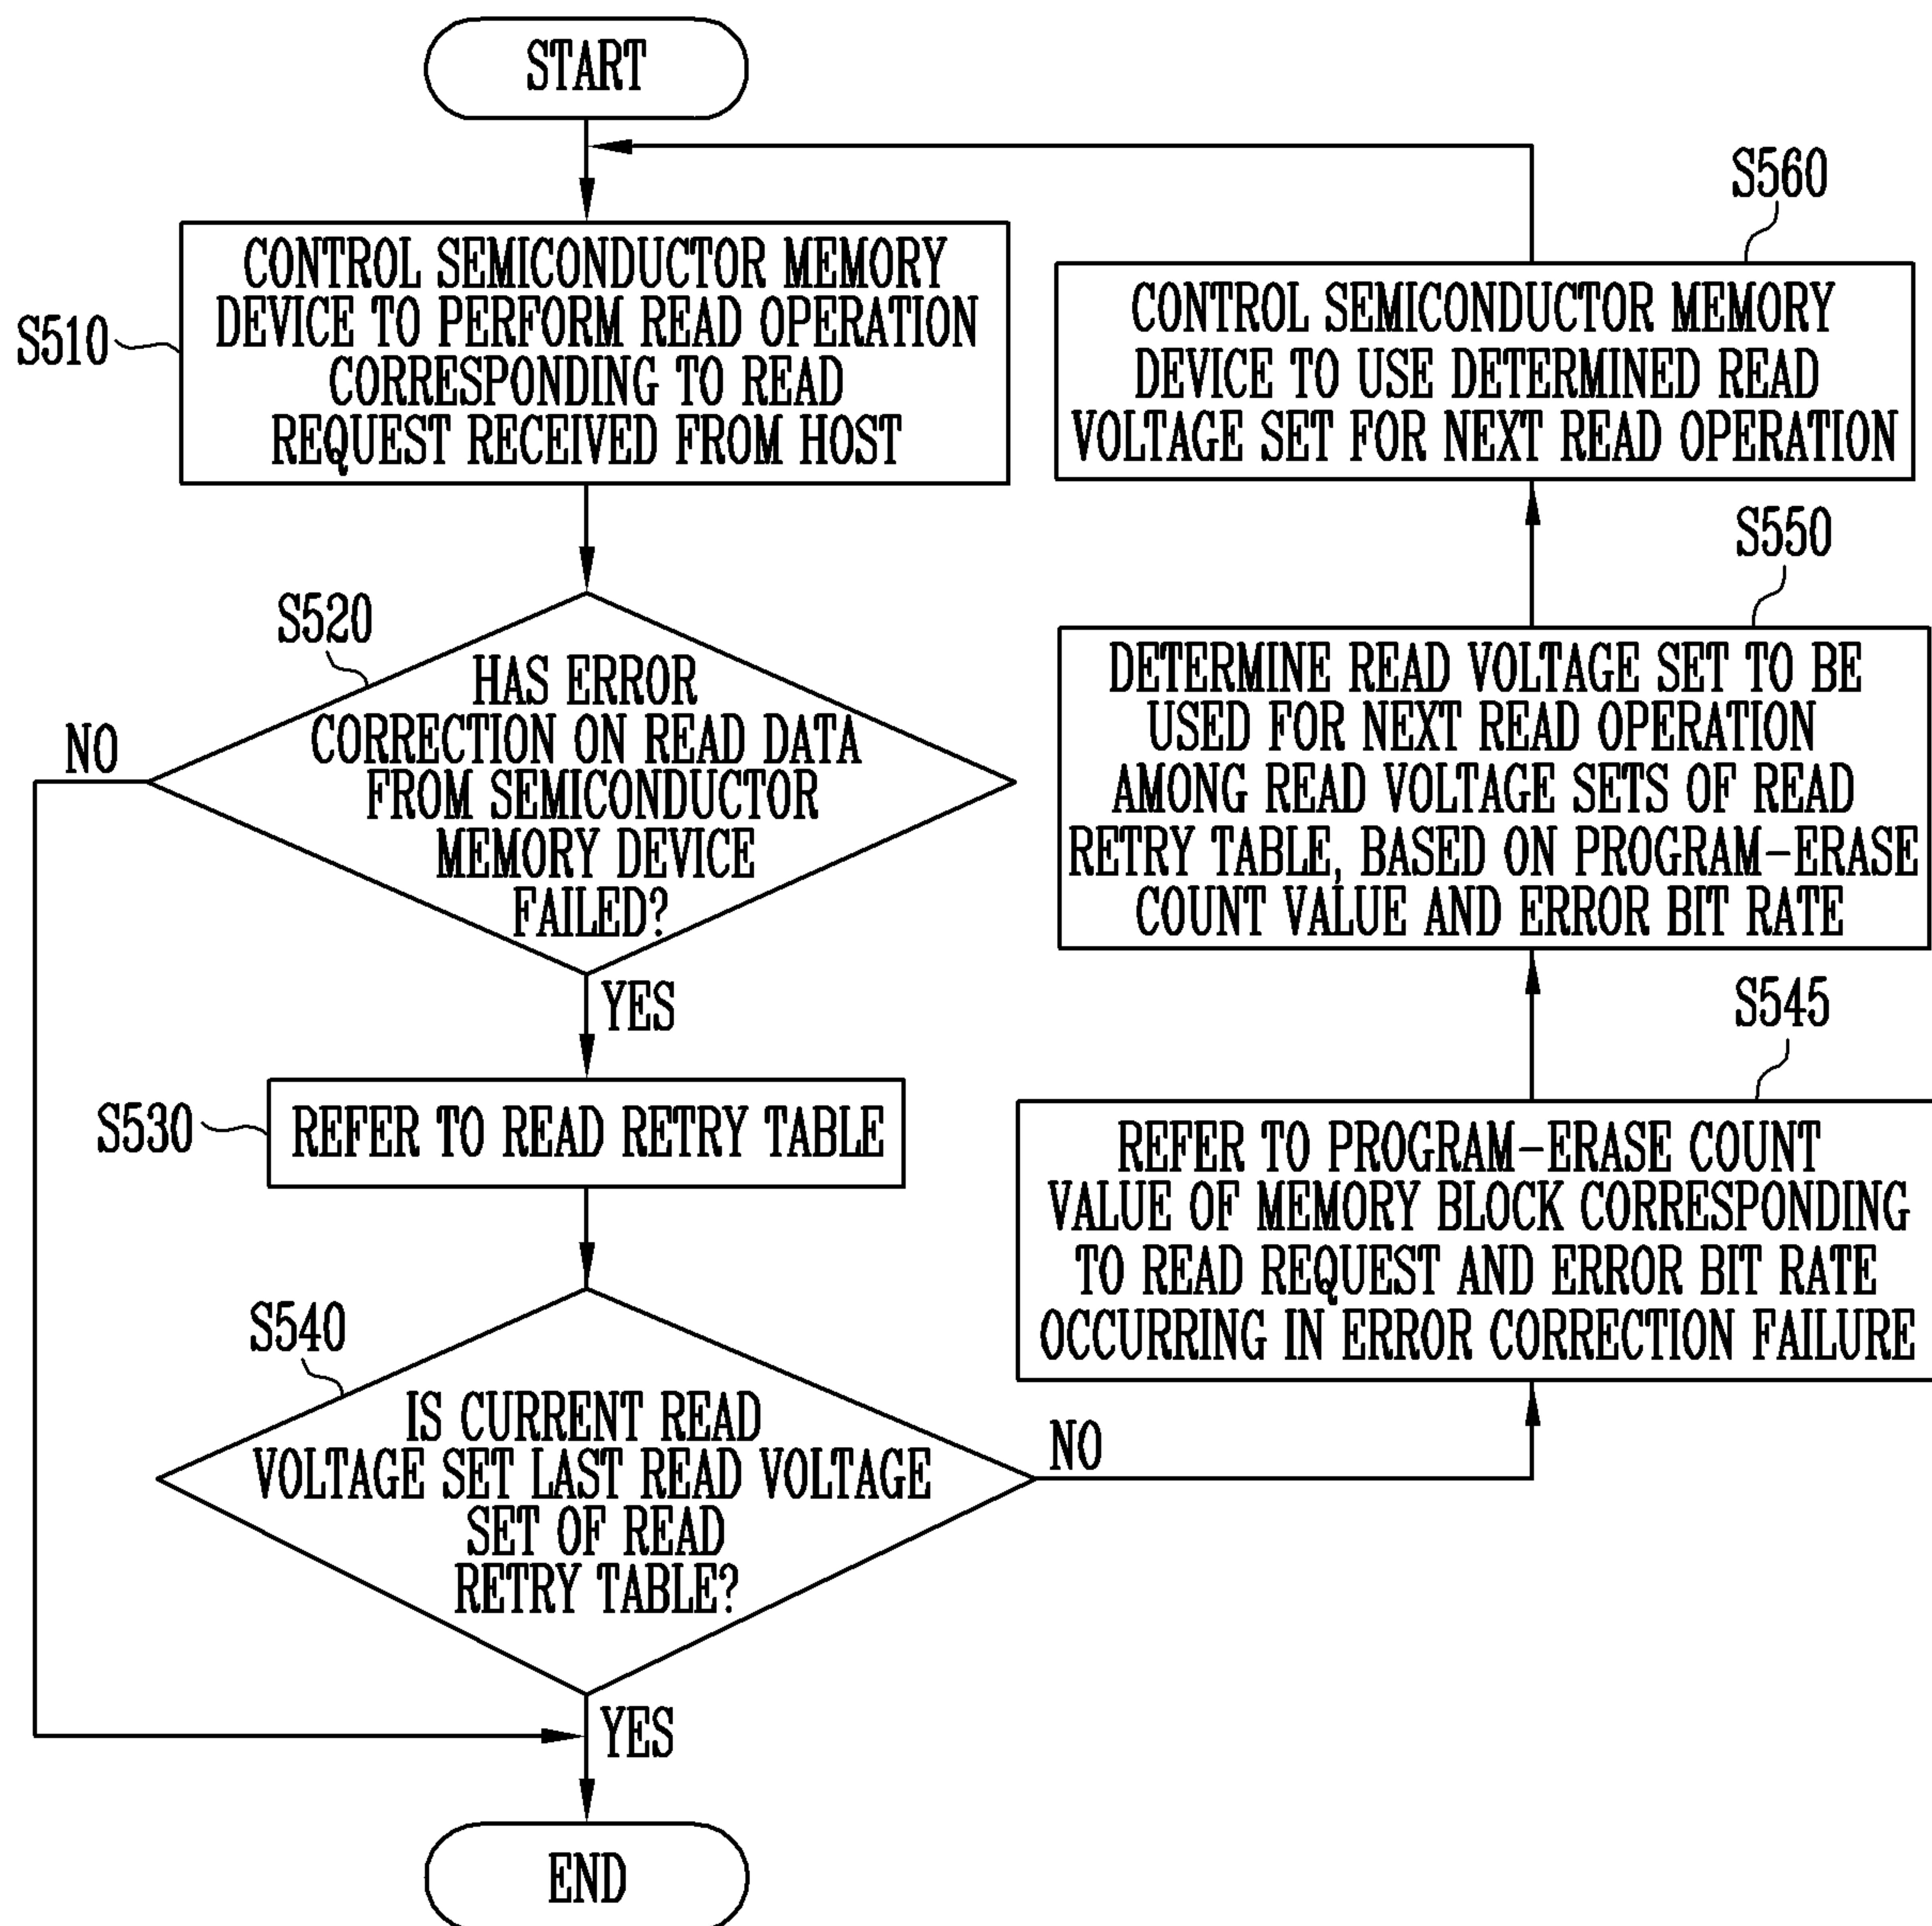 START
S510
CONTROL SEMICONDUCTOR MEMORY
DEVICE TO PERFORM READ OPERATION
CORRESPONDING TO READ
REQUEST RECEIVED FROM HOST
S520
HAS ERROR
CORRECTION ON READ DATA
FROM SEMICONDUCTOR
MEMORY DEVICE
FAILED?
NO
YES
S530
REFER TO READ RETRY TABLE
S540
IS CURRENT READ
VOLTAGE SET LAST READ VOLTAGE
SET OF READ
RETRY TABLE?
NO
YES
END
S545
REFER TO PROGRAM-ERASE COUNT
VALUE OF MEMORY BLOCK CORRESPONDING
TO READ REQUEST AND ERROR BIT RATE
OCCURRING IN ERROR CORRECTION FAILURE
S550
DETERMINE READ VOLTAGE SET TO BE
USED FOR NEXT READ OPERATION
AMONG READ VOLTAGE SETS OF READ
RETRY TABLE, BASED ON PROGRAM-ERASE
COUNT VALUE AND ERROR BIT RATE
S560
CONTROL SEMICONDUCTOR MEMORY
DEVICE TO USE DETERMINED READ
VOLTAGE SET FOR NEXT READ OPERATION